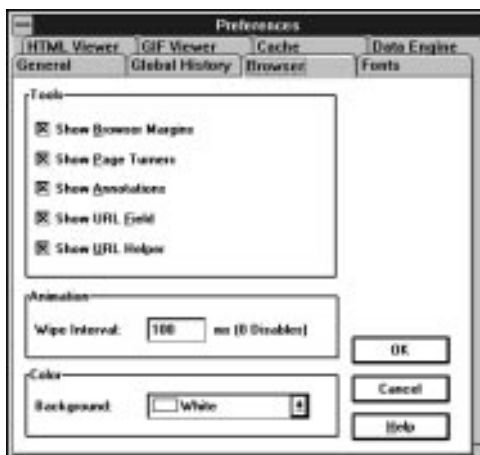 Preferences
HTML Viewer GIF Viewer Cache Data Engine
General Global History Browser Fonts
Tools
Show Browser Margins
Show Page Turners
Show Annotations
Show URL Field
Show URL Helper
Animation
Wipe Interval: 100 ms (0 Disables)
OK
Color
Cancel
Background: White
Help